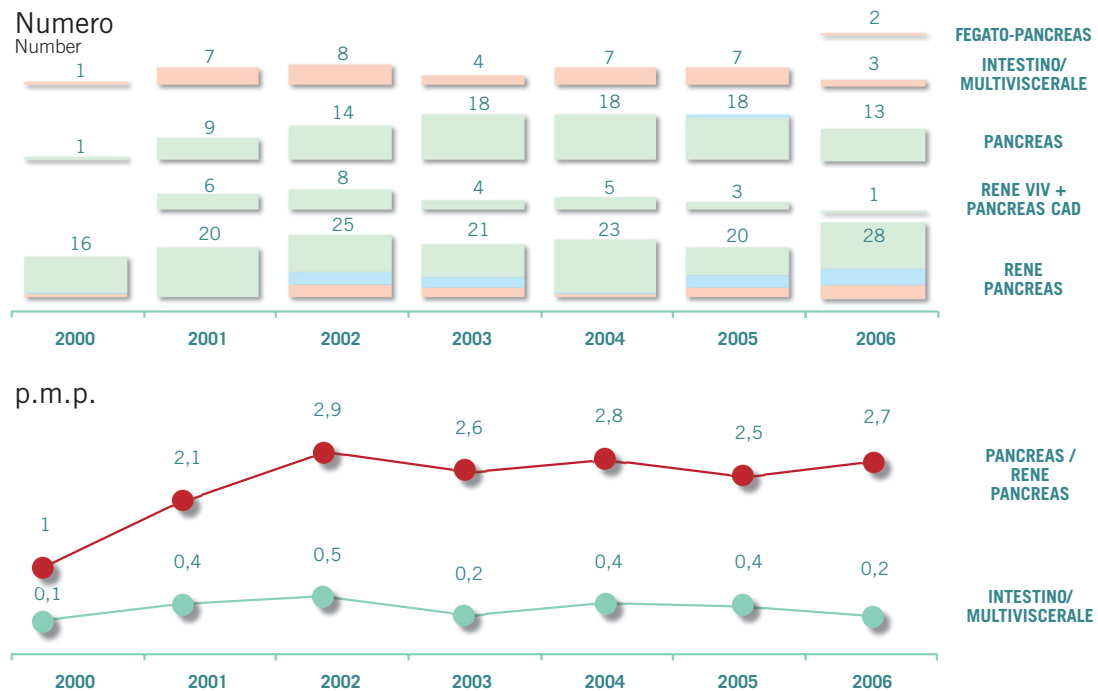 Numero
Number
2
FEGATO-PANCREAS
1 7 8 4 7 7 3
INTESTINO/
MULTIVISCERALE
1 9 14 18 18 18 13
PANCREAS
6 8 4 5 3 1
RENE VIV +
PANCREAS CAD
16 20 25 21 23 20 28
RENE
PANCREAS
2000 2001 2002 2003 2004 2005 2006
p.m.p.
1 2,1 2,9 2,6 2,8 2,5 2,7
PANCREAS /
RENE
PANCREAS
0,1 0,4 0,5 0,2 0,4 0,4 0,2
INTESTINO/
MULTIVISCERALE
2000 2001 2002 2003 2004 2005 2006